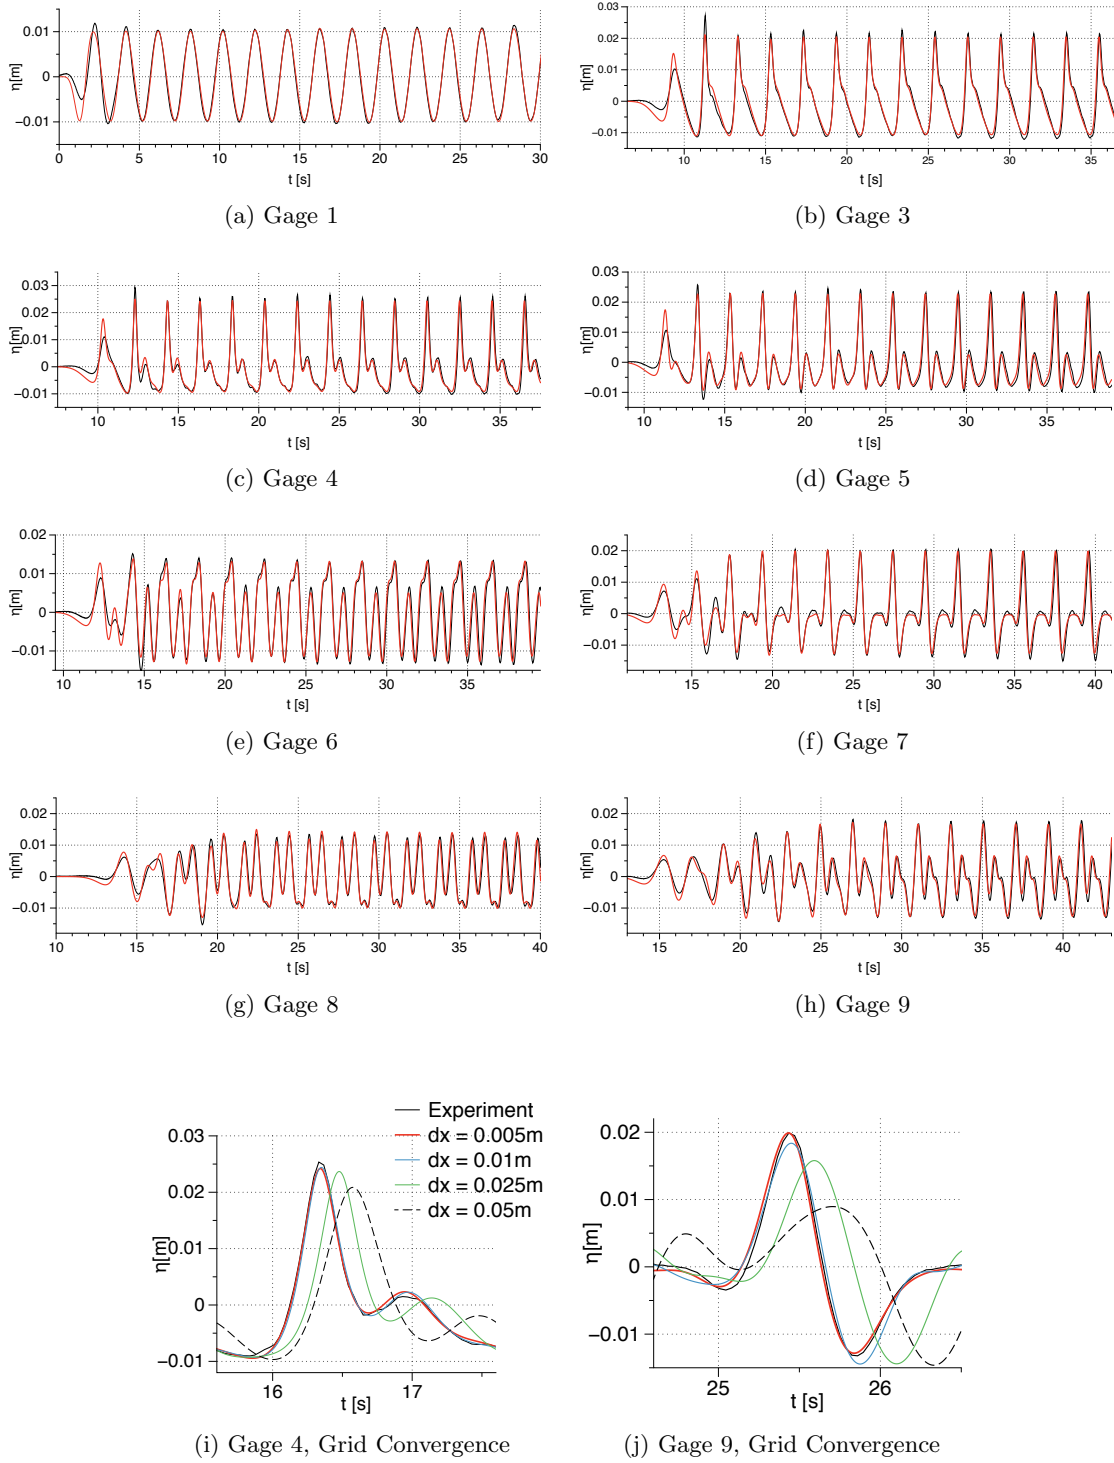 0.01
0
−0.01
η[m]
0 5 10 15 20 25 30
t [s]
(a) Gage 1
0.03
0.02
0.01
0
−0.01
η[m]
10 15 20 25 30 35
t [s]
(b) Gage 3
0.03
0.02
0.01
0
−0.01
η[m]
10 15 20 25 30 35
t [s]
(c) Gage 4
0.03
0.02
0.01
0
−0.01
η[m]
10 15 20 25 30 35
t [s]
(d) Gage 5
0.02
0.01
0
−0.01
η[m]
10 15 20 25 30 35
t [s]
(e) Gage 6
0.02
0.01
0
−0.01
η[m]
15 20 25 30 35 40
t [s]
(f) Gage 7
0.02
0.01
0
−0.01
η[m]
10 15 20 25 30 35 40
t [s]
(g) Gage 8
0.02
0.01
0
−0.01
η[m]
15 20 25 30 35 40
t [s]
(h) Gage 9
Experiment
dx = 0.005m
dx = 0.01m
dx = 0.025m
dx = 0.05m
0.03
0.02
0.01
0
−0.01
η[m]
16 17
t [s]
(i) Gage 4, Grid Convergence
0.02
0.01
0
−0.01
η[m]
25 26
t [s]
(j) Gage 9, Grid Convergence